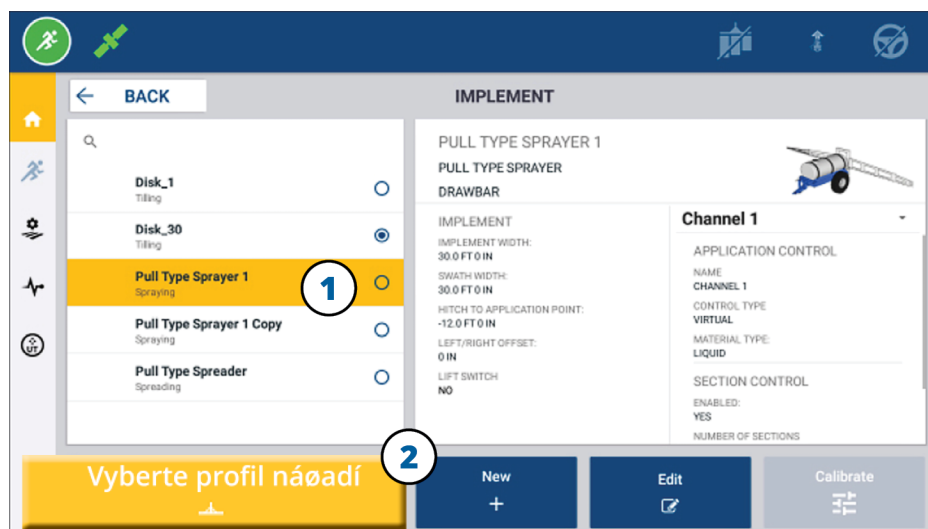 BACK
IMPLEMENT
Disk_1
Tilling
Disk_30
Tilling
Pull Type Sprayer 1
Spraying
1
Pull Type Sprayer 1 Copy
Spraying
Pull Type Spreader
Spreading
PULL TYPE SPRAYER 1
PULL TYPE SPRAYER
DRAWBAR
IMPLEMENT
IMPLEMENT WIDTH:
30.0 FT 0 IN
SWATH WIDTH:
30.0 FT 0 IN
HITCH TO APPLICATION POINT:
-12.0 FT 0 IN
LEFT/RIGHT OFFSET:
0 IN
LIFT SWITCH
NO
Channel 1
APPLICATION CONTROL
NAME
CHANNEL 1
CONTROL TYPE
VIRTUAL
MATERIAL TYPE:
LIQUID
SECTION CONTROL
ENABLED:
YES
NUMBER OF SECTIONS
UT
Vyberte profil náøadí
2
New
Edit
Calibrate